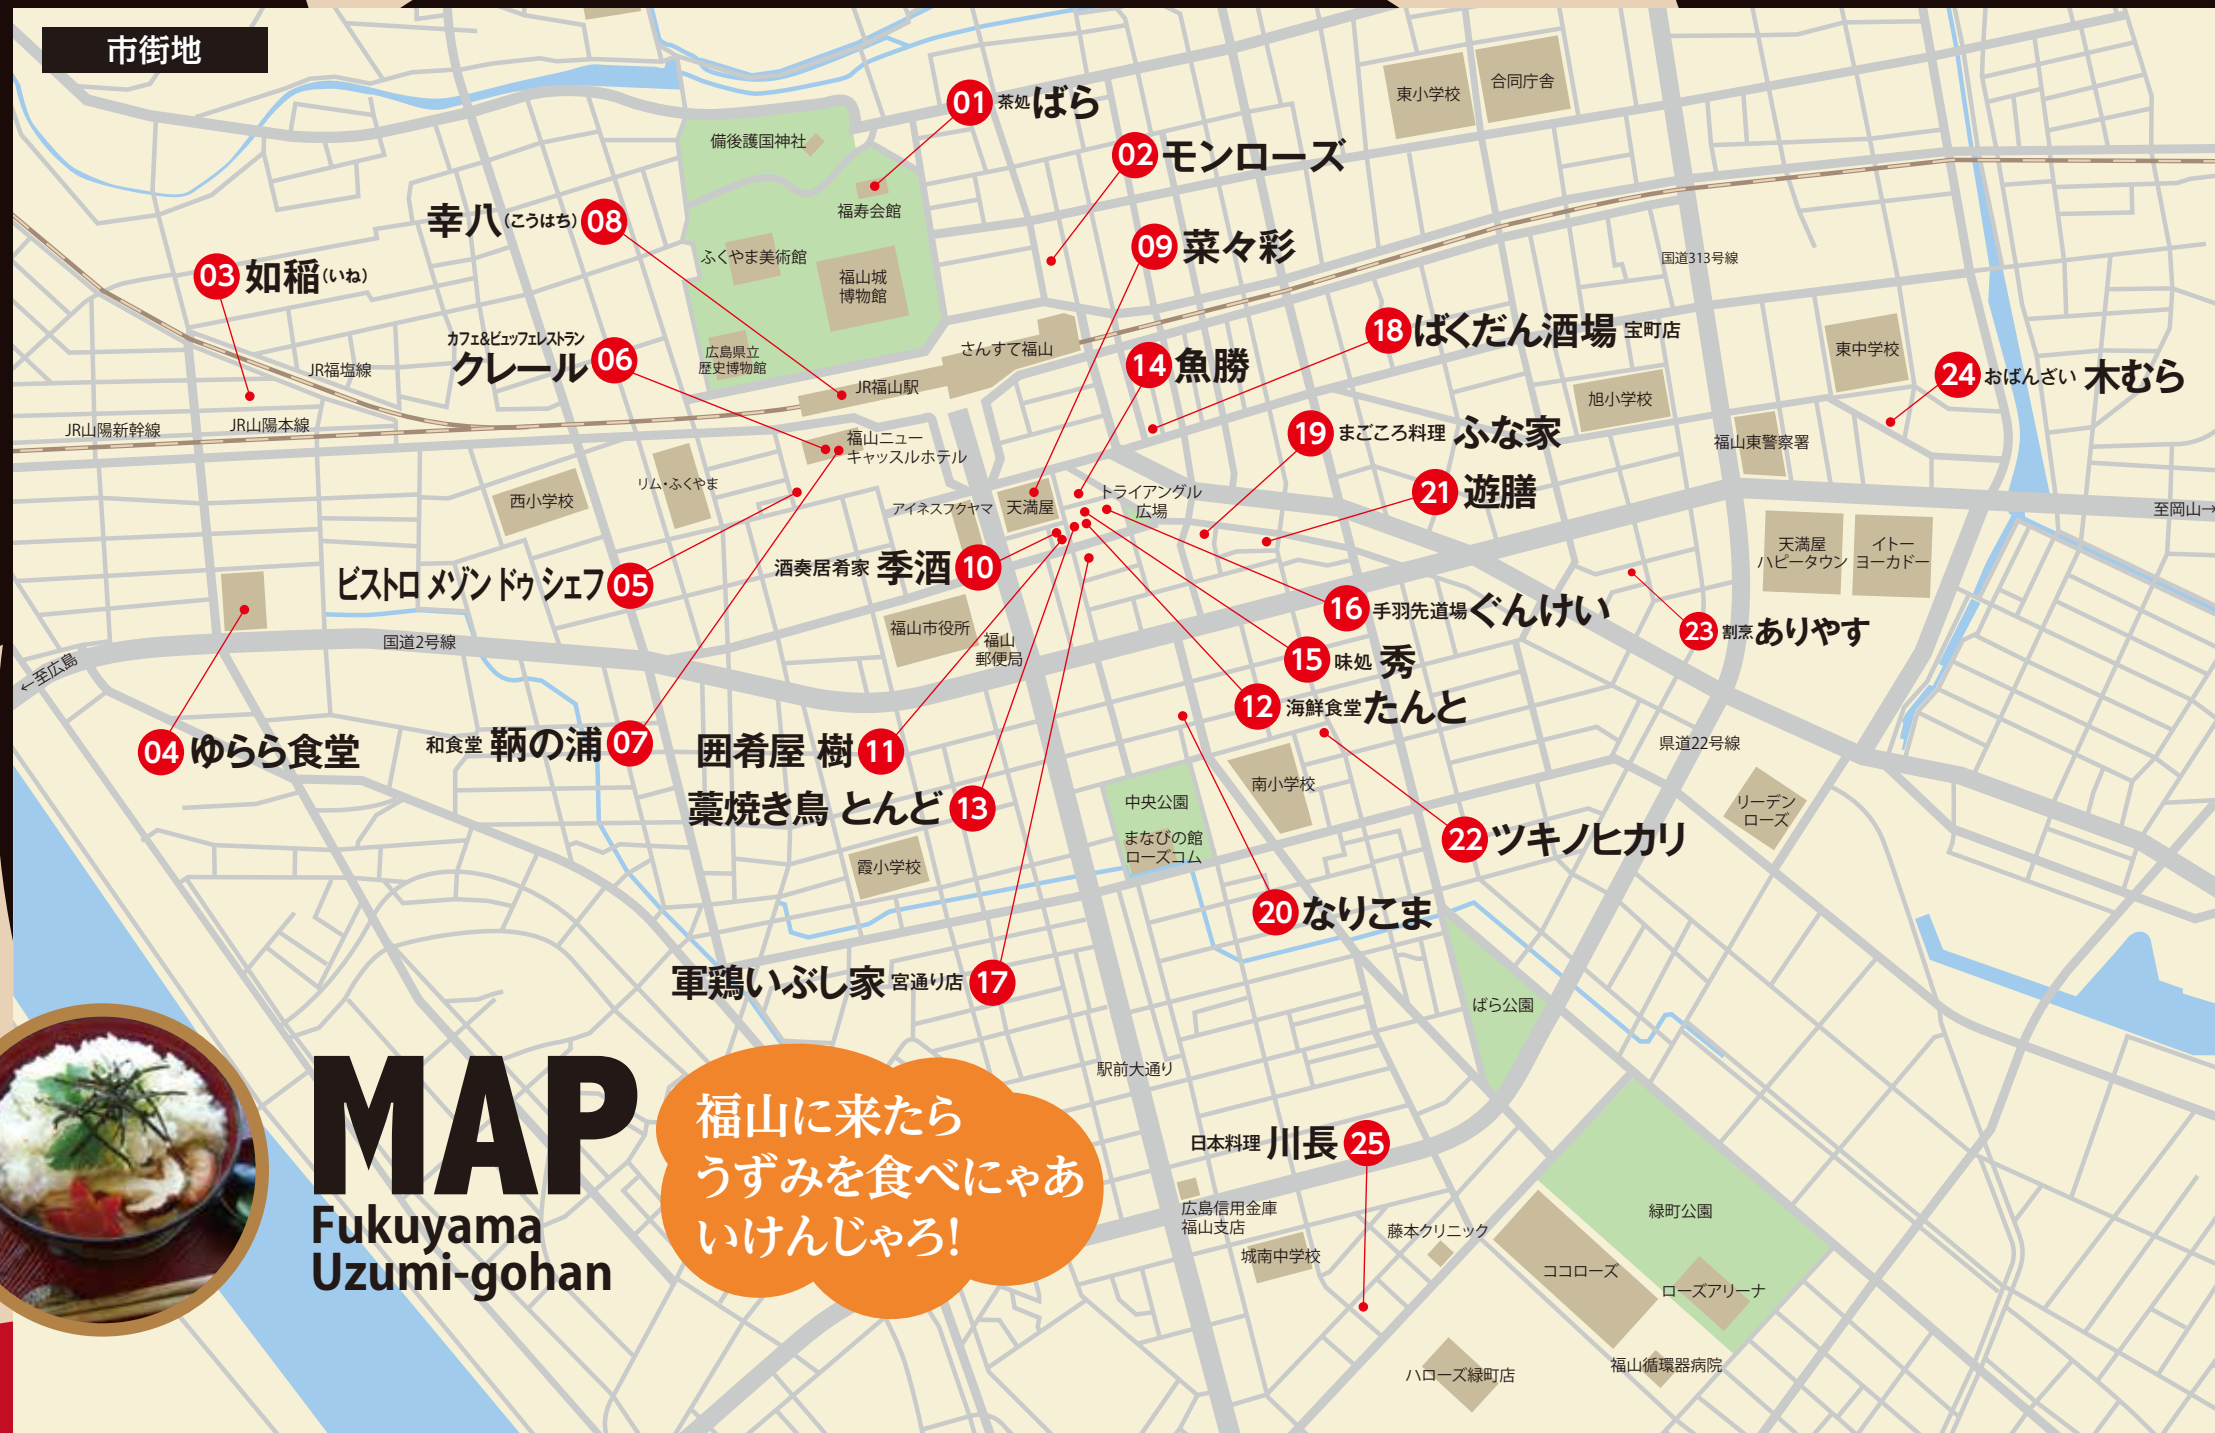 市街地
01 茶処 ばら
02 モンローズ
東小学校
合同庁舎
備後護国神社
福寿会館
幸八(こうはち) 08
09 菜々彩
ふくやま美術館
福山城
博物館
国道313号線
03 如稲(いね)
カフェ&ビュッフェレストラン
クレール 06
広島県立
歴史博物館
さんすて福山
18 ばくだん酒場 宝町店
14 魚勝
東中学校
24 おばんざい 木むら
JR福塩線
JR福山駅
旭小学校
JR山陽新幹線
JR山陽本線
福山ニュー
キャッスルホテル
19 まごころ料理 ふな家
福山東警察署
西小学校
リム・ふくやま
アイネスフクヤマ
天満屋
トライアングル
広場
21 遊膳
至岡山→
天満屋
ハピータウン
イトー
ヨーカドー
ビストロ メゾン ドゥ シェフ 05
酒奏居肴家 季酒 10
16 手羽先道場 ぐんけい
23 割烹 ありやす
国道2号線
福山市役所
福山
郵便局
15 味処 秀
←至広島
12 海鮮食堂 たんと
04 ゆらら食堂
和食堂 鞆の浦 07
囲肴屋 樹 11
県道22号線
藁焼き鳥 とんど 13
中央公園
まなびの館
ローズコム
南小学校
リーデン
ローズ
22 ツキノヒカリ
霞小学校
20 なりこま
軍鶏いぶし家 宮通り店 17
ばら公園
駅前大通り
MAP
Fukuyama
Uzumi-gohan
福山に来たら
うずみを食べにゃあ
いけんじゃろ!
日本料理 川長 25
広島信用金庫
福山支店
城南中学校
藤本クリニック
緑町公園
ココローズ
ローズアリーナ
ハローズ緑町店
福山循環器病院